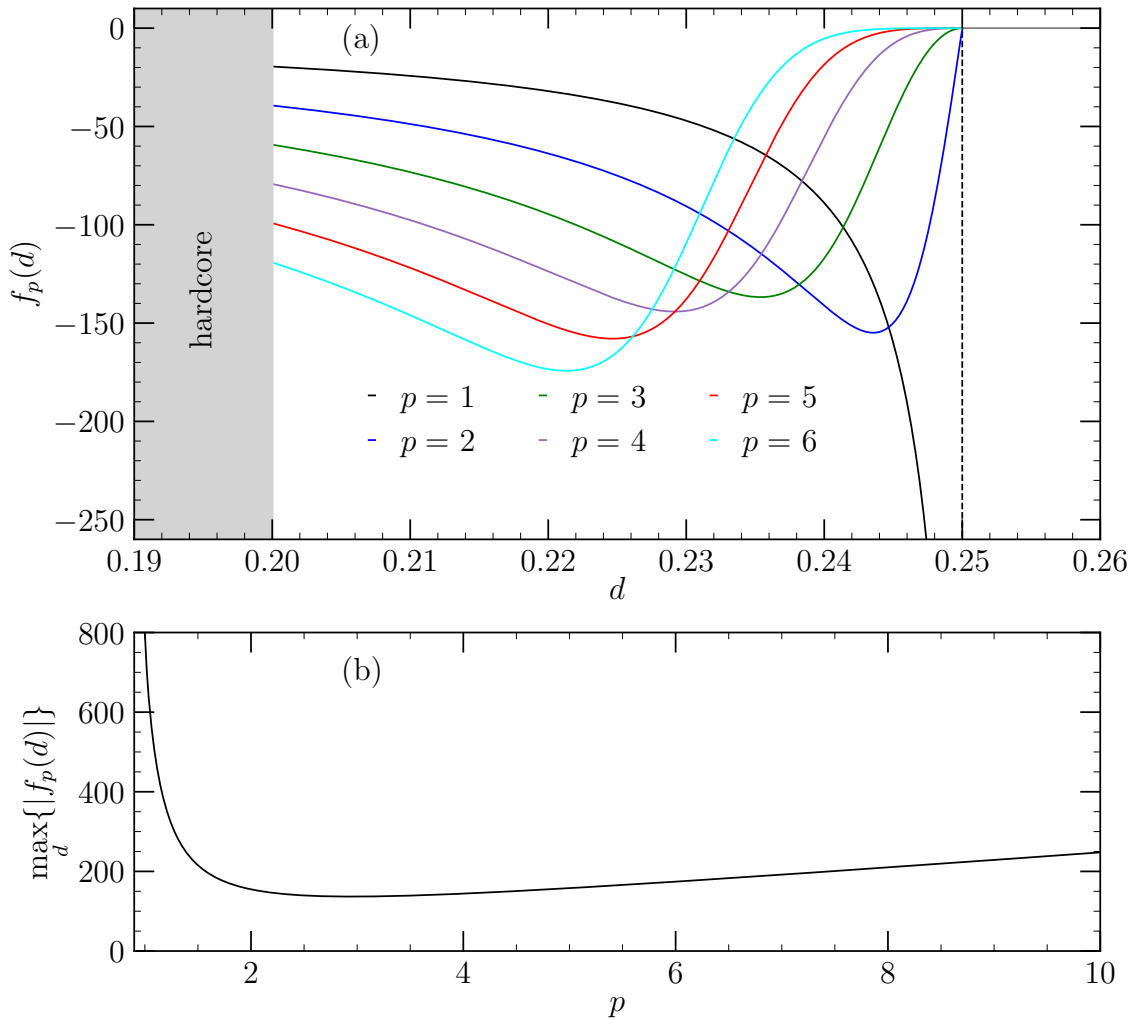 (a)
0
−50
−100
−150
−200
−250
f_p(d)
hardcore
p = 1
p = 3
p = 5
p = 2
p = 4
p = 6
0.19
0.20
0.21
0.22
0.23
0.24
0.25
0.26
d
(b)
800
600
400
200
0
max_d{|f_p(d)|}
2
4
6
8
10
p